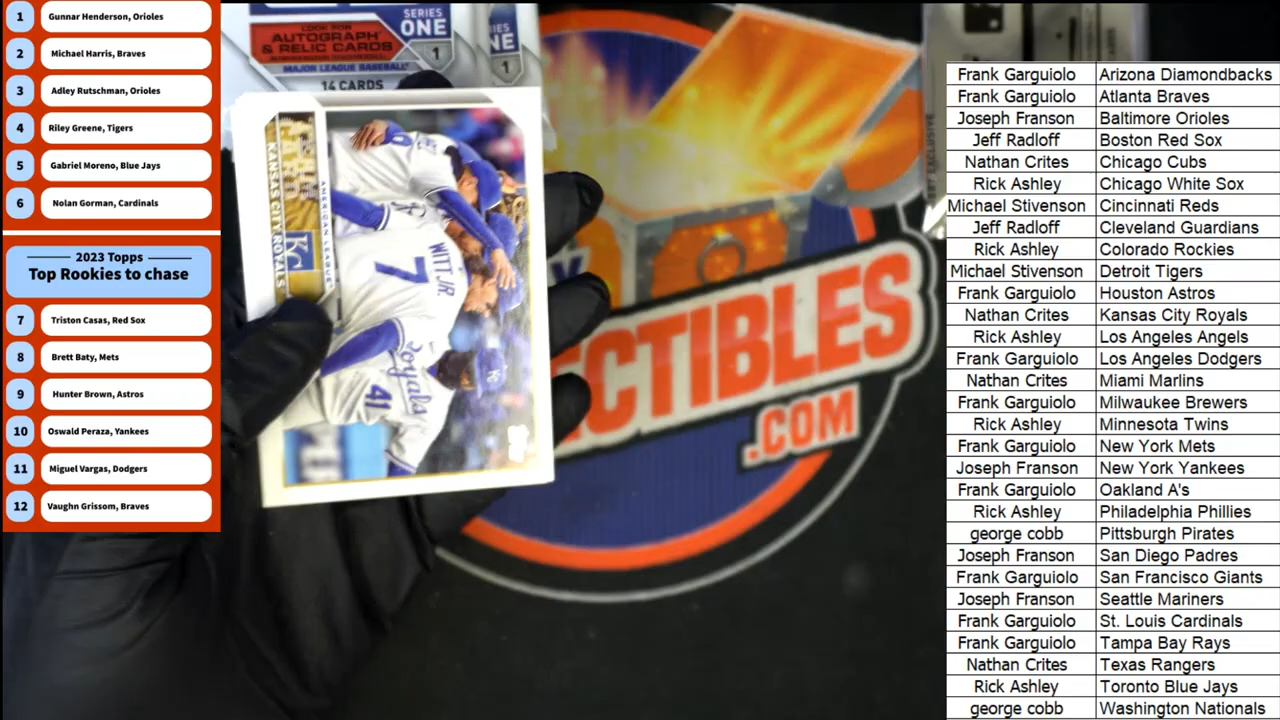 1 Gunnar Henderson, Orioles
2 Michael Harris, Braves
3 Adley Rutschman, Orioles
4 Riley Greene, Tigers
5 Gabriel Moreno, Blue Jays
6 Nolan Gorman, Cardinals
2023 Topps
Top Rookies to chase
7 Triston Casas, Red Sox
8 Brett Baty, Mets
9 Hunter Brown, Astros
10 Oswald Peraza, Yankees
11 Miguel Vargas, Dodgers
12 Vaughn Grissom, Braves
SERIES
ONE
1
LOOK FOR
AUTOGRAPH
& RELIC CARDS
MAJOR LEAGUE BASEBALL
14 CARDS
NE
1
KANSAS CITY ROYALS
AMERICAN LEAGUE
KC
WITT JR.
7
Royals
41
ECTIBLES
.COM
Frank Garguiolo Arizona Diamondbacks
Frank Garguiolo Atlanta Braves
Joseph Franson Baltimore Orioles
Jeff Radloff Boston Red Sox
Nathan Crites Chicago Cubs
Rick Ashley Chicago White Sox
Michael Stivenson Cincinnati Reds
Jeff Radloff Cleveland Guardians
Rick Ashley Colorado Rockies
Michael Stivenson Detroit Tigers
Frank Garguiolo Houston Astros
Nathan Crites Kansas City Royals
Rick Ashley Los Angeles Angels
Frank Garguiolo Los Angeles Dodgers
Nathan Crites Miami Marlins
Frank Garguiolo Milwaukee Brewers
Rick Ashley Minnesota Twins
Frank Garguiolo New York Mets
Joseph Franson New York Yankees
Frank Garguiolo Oakland A's
Rick Ashley Philadelphia Phillies
george cobb Pittsburgh Pirates
Joseph Franson San Diego Padres
Frank Garguiolo San Francisco Giants
Joseph Franson Seattle Mariners
Frank Garguiolo St. Louis Cardinals
Frank Garguiolo Tampa Bay Rays
Nathan Crites Texas Rangers
Rick Ashley Toronto Blue Jays
george cobb Washington Nationals